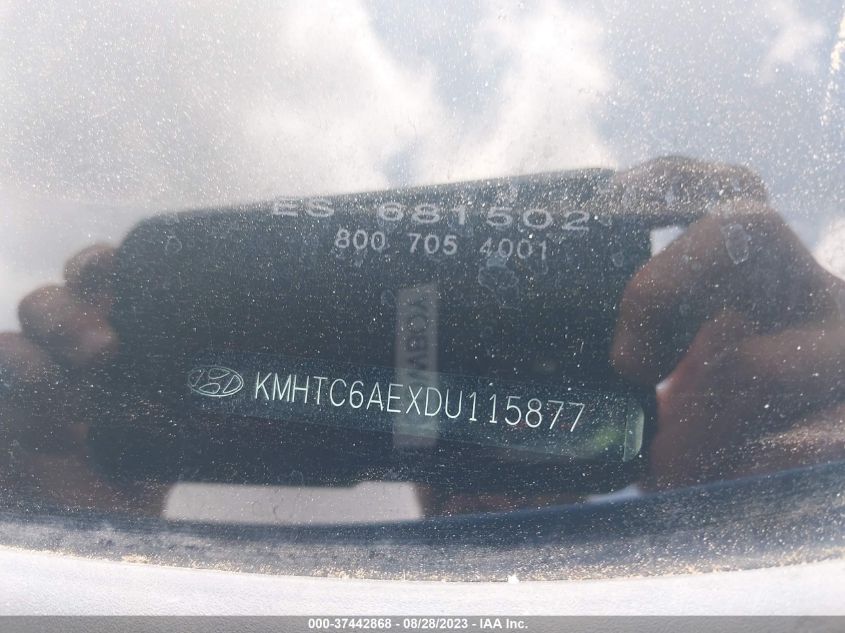 ES 681502
800 705 4001
KMHTC6AEXDU115877
000-37442868 - 08/28/2023 - © IAA Inc.